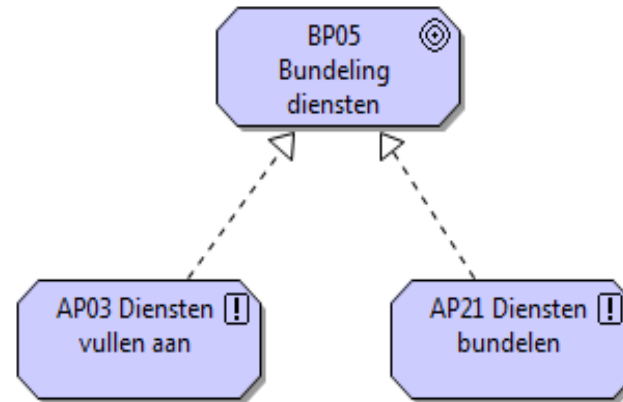 BP05
Bundeling
diensten
AP03 Diensten
vullen aan
AP21 Diensten
bundelen